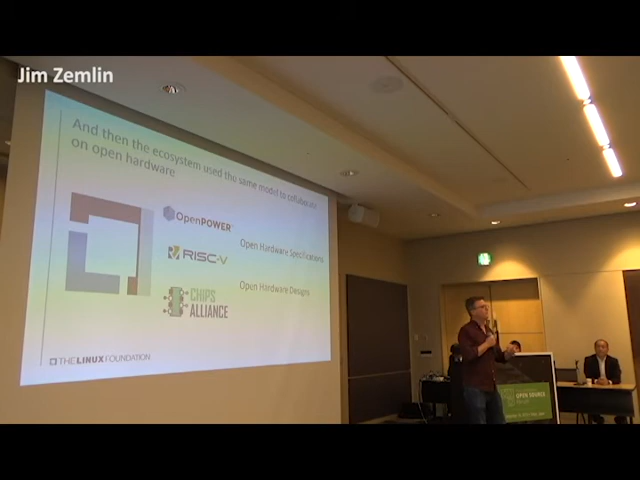 Jim Zemlin
And then the ecosystem used the same model to collaborate
on open hardware
OpenPOWER
Open Hardware Specifications
RISC-V
Open Hardware Designs
CHIPS
ALLIANCE
THE LINUX FOUNDATION
OPEN SOURCE